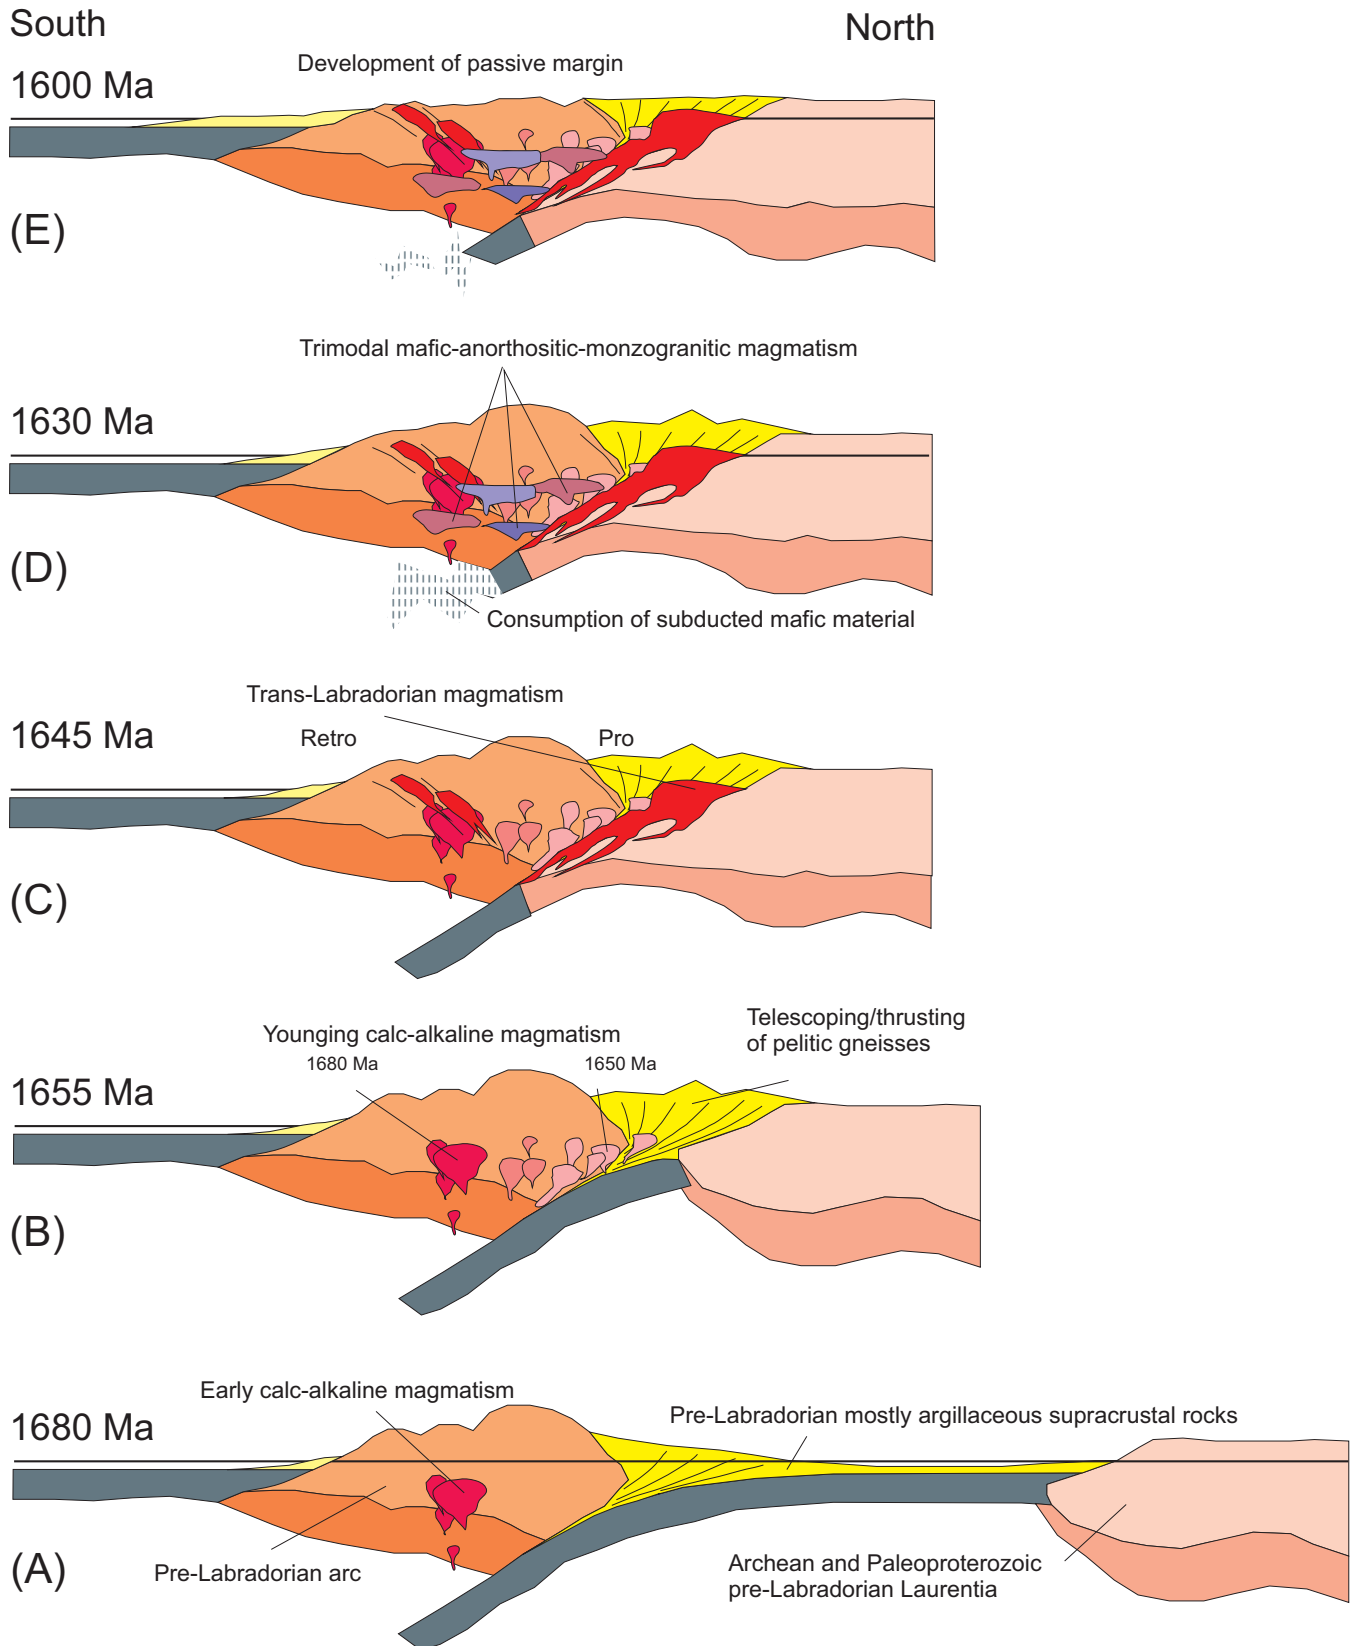 South
North
1600 Ma
Development of passive margin
(E)
Trimodal mafic-anorthositic-monzogranitic magmatism
1630 Ma
(D)
Consumption of subducted mafic material
Trans-Labradorian magmatism
1645 Ma
Retro
Pro
(C)
Telescoping/thrusting
of pelitic gneisses
Younging calc-alkaline magmatism
1680 Ma
1650 Ma
1655 Ma
(B)
Early calc-alkaline magmatism
Pre-Labradorian mostly argillaceous supracrustal rocks
1680 Ma
(A)
Pre-Labradorian arc
Archean and Paleoproterozoic
pre-Labradorian Laurentia